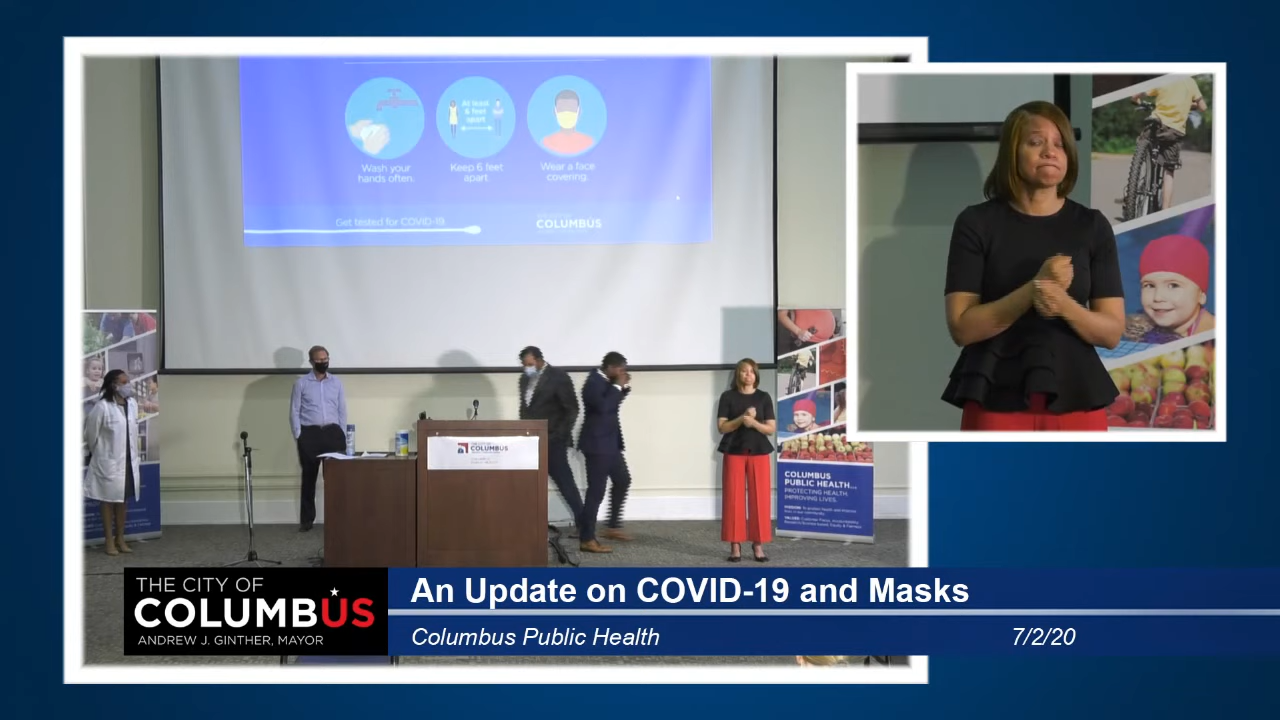 At least
6 feet
apart
Wash your
hands often.
Keep 6 feet
apart.
Wear a face
covering.
Get tested for COVID-19
COLUMBUS
COLUMBUS
COLUMBUS
PUBLIC HEALTH...
PROTECTING HEALTH,
IMPROVING LIVES.
THE CITY OF
COLUMBUS
ANDREW J. GINTHER, MAYOR
An Update on COVID-19 and Masks
Columbus Public Health
7/2/20